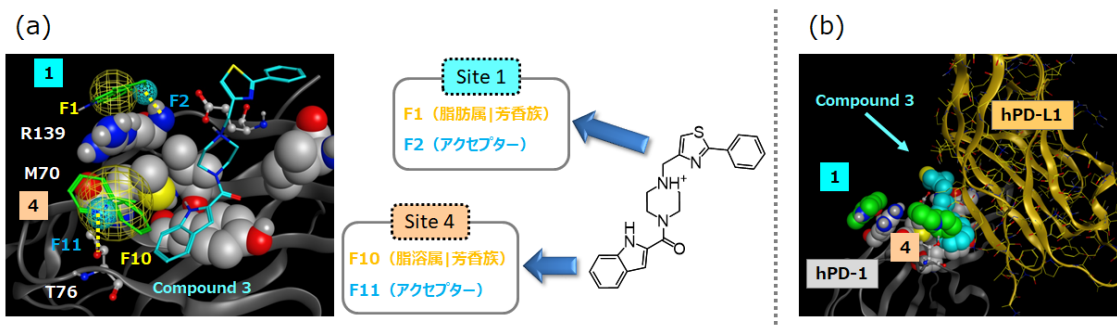 (a)
1
F1
F2
R139
M70
4
F11
F10
T76
Compound 3
Site 1
F1（脂肪属|芳香族）
F2（アクセプター）
Site 4
F10（脂溶属|芳香族）
F11（アクセプター）
S
N
NH+
N
O
H
N
(b)
Compound 3
hPD-L1
1
4
hPD-1